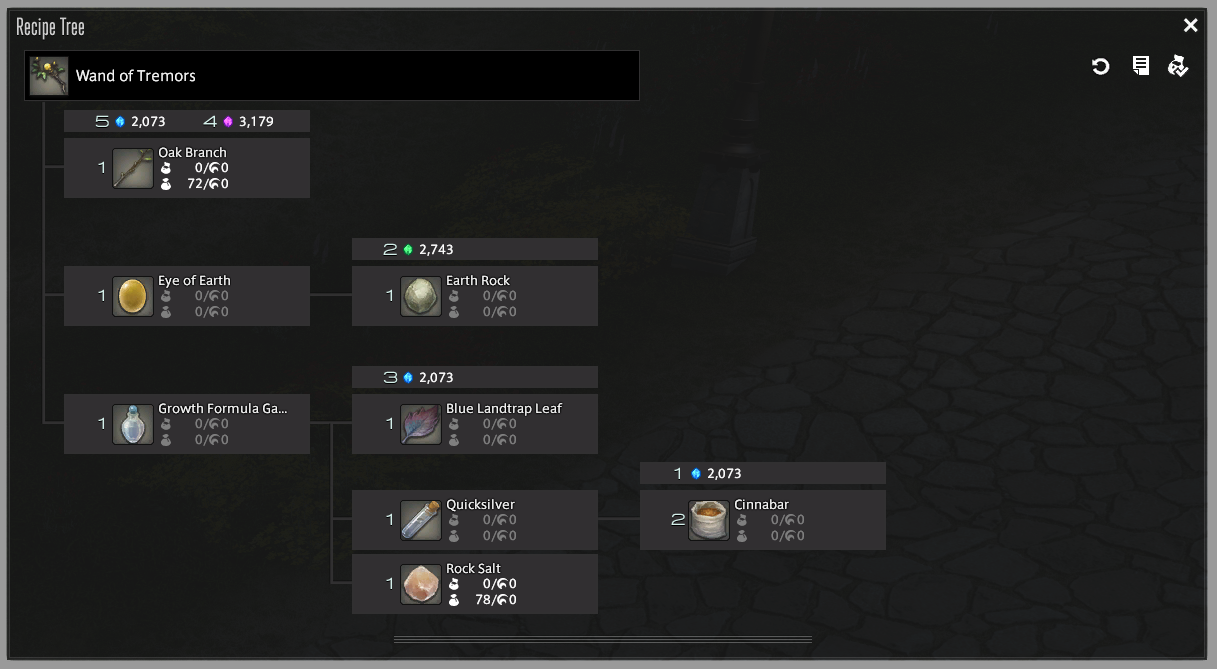 Recipe Tree
Wand of Tremors
5 2,073 4 3,179
1 Oak Branch
0/0
72/0
2 2,743
1 Eye of Earth
0/0
0/0
1 Earth Rock
0/0
0/0
3 2,073
1 Growth Formula Ga...
0/0
0/0
1 Blue Landtrap Leaf
0/0
0/0
1 2,073
1 Quicksilver
0/0
0/0
2 Cinnabar
0/0
0/0
1 Rock Salt
0/0
78/0